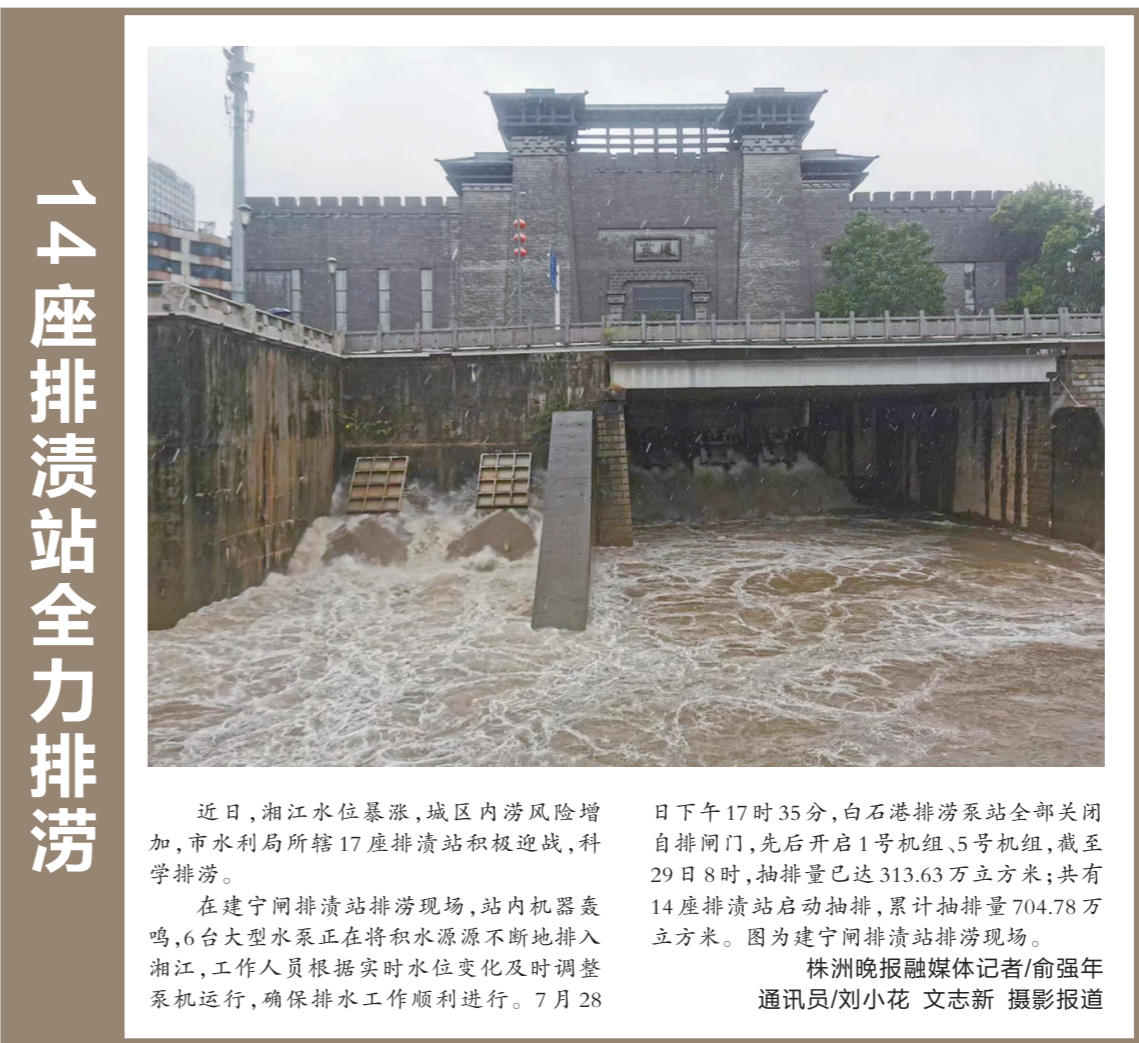 14座排渍站全力排涝
建宁
近日,湘江水位暴涨,城区内涝风险增
加,市水利局所辖17座排渍站积极迎战,科
学排涝。
在建宁闸排渍站排涝现场,站内机器轰
鸣,6台大型水泵正在将积水源源不断地排入
湘江,工作人员根据实时水位变化及时调整
泵机运行,确保排水工作顺利进行。7月28
日下午17时35分,白石港排涝泵站全部关闭
自排闸门,先后开启1号机组、5号机组,截至
29日8时,抽排量已达313.63万立方米;共有
14座排渍站启动抽排,累计抽排量704.78万
立方米。图为建宁闸排渍站排涝现场。
株洲晚报融媒体记者/俞强年
通讯员/刘小花 文志新 摄影报道